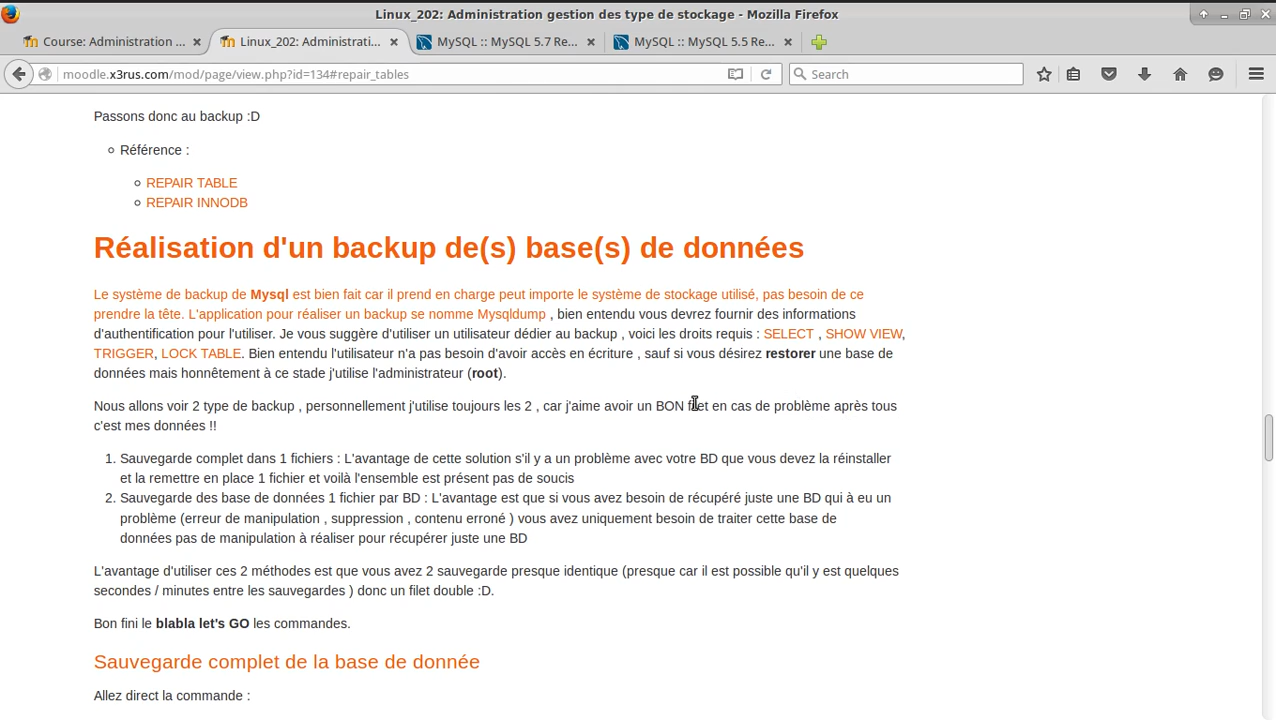 Linux_202: Administration gestion des type de stockage - Mozilla Firefox
Course: Administration ...
Linux_202: Administrati...
MySQL :: MySQL 5.7 Re...
MySQL :: MySQL 5.5 Re...
moodle.x3rus.com/mod/page/view.php?id=134#repair_tables
Search
Passons donc au backup :D
Référence :
REPAIR TABLE
REPAIR INNODB
Réalisation d'un backup de(s) base(s) de données
Le système de backup de Mysql est bien fait car il prend en charge peut importe le système de stockage utilisé, pas besoin de ce
prendre la tête. L'application pour réaliser un backup se nomme Mysqldump , bien entendu vous devrez fournir des informations
d'authentification pour l'utiliser. Je vous suggère d'utiliser un utilisateur dédier au backup , voici les droits requis : SELECT , SHOW VIEW,
TRIGGER, LOCK TABLE. Bien entendu l'utilisateur n'a pas besoin d'avoir accès en écriture , sauf si vous désirez restorer une base de
données mais honnêtement à ce stade j'utilise l'administrateur (root).
Nous allons voir 2 type de backup , personnellement j'utilise toujours les 2 , car j'aime avoir un BON filet en cas de problème après tous
c'est mes données !!
1. Sauvegarde complet dans 1 fichiers : L'avantage de cette solution s'il y a un problème avec votre BD que vous devez la réinstaller
et la remettre en place 1 fichier et voilà l'ensemble est présent pas de soucis
2. Sauvegarde des base de données 1 fichier par BD : L'avantage est que si vous avez besoin de récupéré juste une BD qui à eu un
problème (erreur de manipulation , suppression , contenu erroné ) vous avez uniquement besoin de traiter cette base de
données pas de manipulation à réaliser pour récupérer juste une BD
L'avantage d'utiliser ces 2 méthodes est que vous avez 2 sauvegarde presque identique (presque car il est possible qu'il y est quelques
secondes / minutes entre les sauvegardes ) donc un filet double :D.
Bon fini le blabla let's GO les commandes.
Sauvegarde complet de la base de donnée
Allez direct la commande :